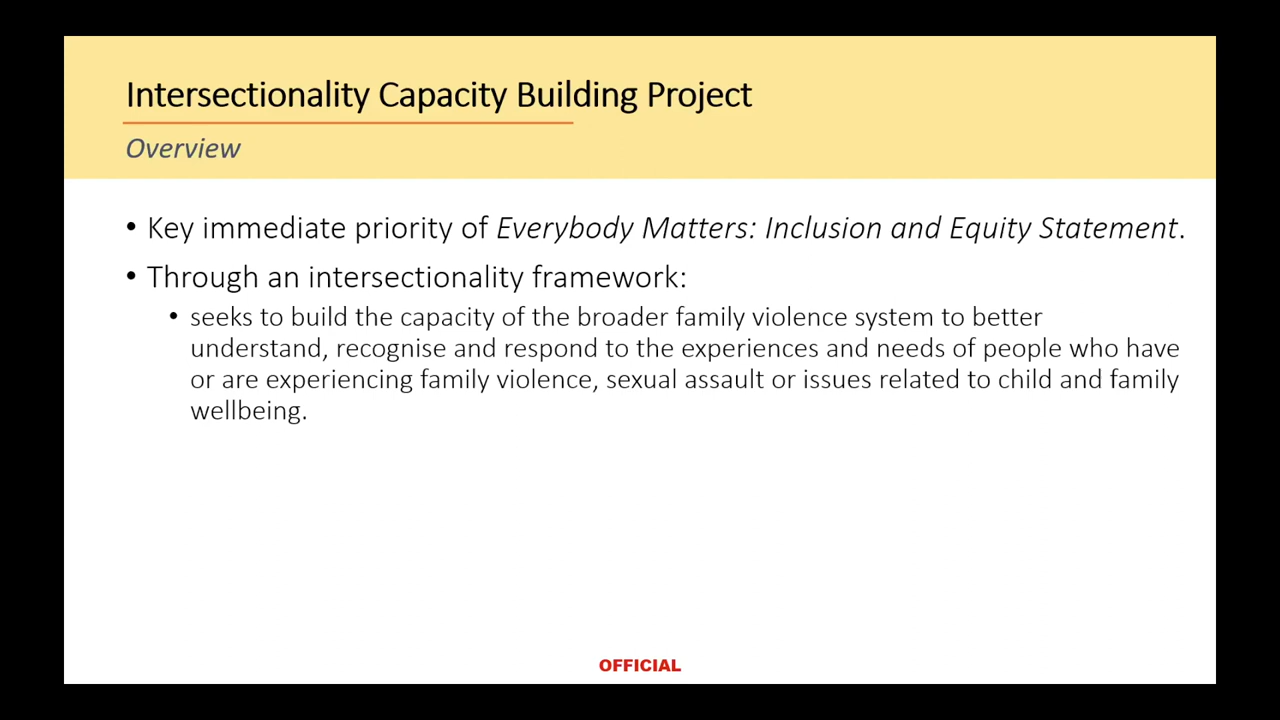 Intersectionality Capacity Building Project
Overview
• Key immediate priority of Everybody Matters: Inclusion and Equity Statement.
• Through an intersectionality framework:
• seeks to build the capacity of the broader family violence system to better
understand, recognise and respond to the experiences and needs of people who have
or are experiencing family violence, sexual assault or issues related to child and family
wellbeing.
OFFICIAL